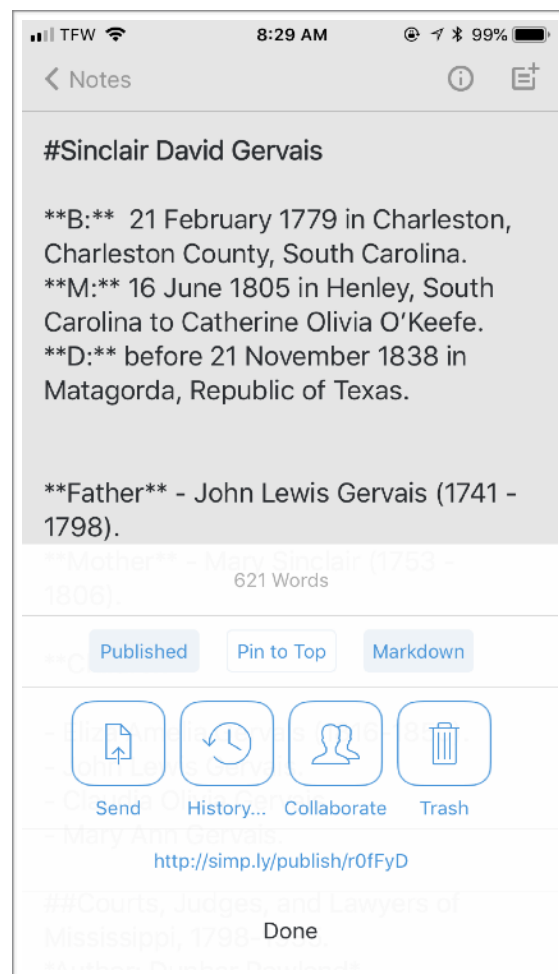 TFW 8:29 AM 99%
Notes
#Sinclair David Gervais
**B:** 21 February 1779 in Charleston,
Charleston County, South Carolina.
**M:** 16 June 1805 in Henley, South
Carolina to Catherine Olivia O'Keefe.
**D:** before 21 November 1838 in
Matagorda, Republic of Texas.
**Father** - John Lewis Gervais (1741 -
1798).
**Mother** - Mary Sinclair (1753 -
621 Words
1806).
Published Pin to Top Markdown
- John Lewis Gervais.
Send History... Collaborate Trash
- Claudia Olivia Gervais.
- Mary Ann Gervais.
http://simp.ly/publish/r0fFyD
##Courts, Judges, and Lawyers of
Done
Mississippi, 1798-